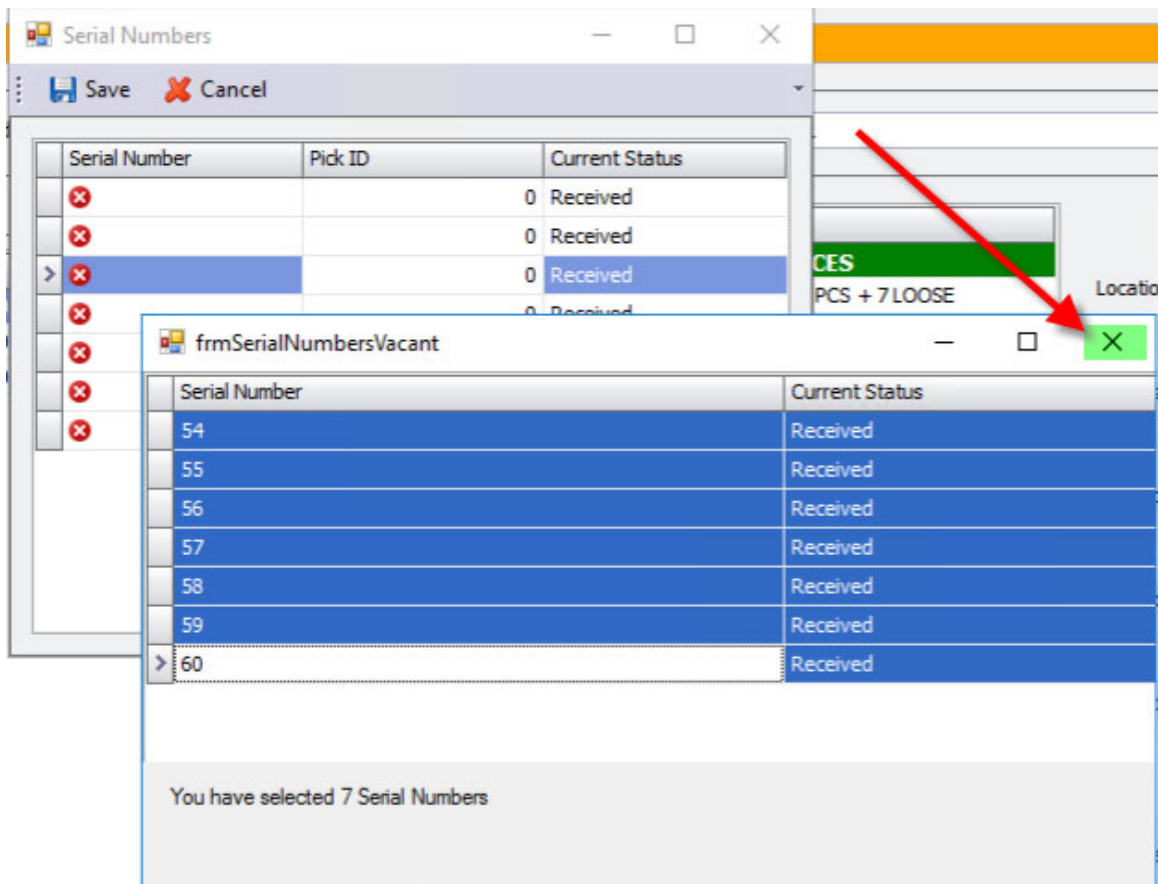 Serial Numbers
Save Cancel
Serial Number Pick ID Current Status
0 Received
0 Received
0 Received
0 Received
CES
PCS + 7 LOOSE
Locatio
frmSerialNumbersVacant
Serial Number Current Status
54 Received
55 Received
56 Received
57 Received
58 Received
59 Received
60 Received
You have selected 7 Serial Numbers